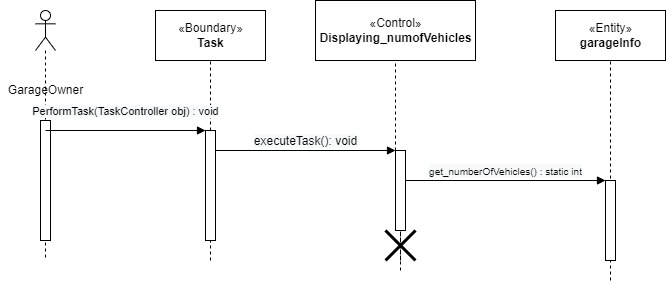 «Boundary»
Task
«Control»
Displaying_numofVehicles
«Entity»
garageInfo
GarageOwner
PerformTask(TaskController obj) : void
executeTask(): void
get_numberOfVehicles() : static int